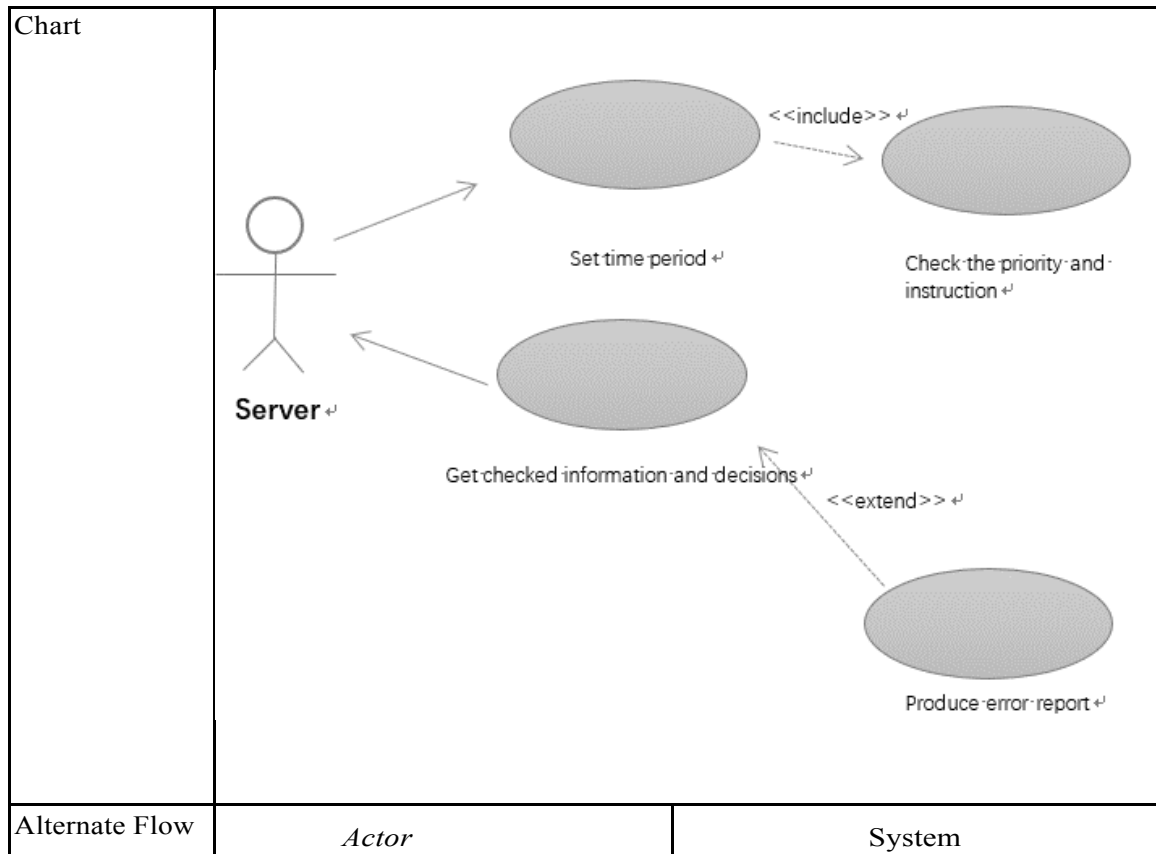 Chart
<<include>>
Set time period
Check the priority and
instruction
Server
Get checked information and decisions
<<extend>>
Produce error report
Alternate Flow
Actor
System